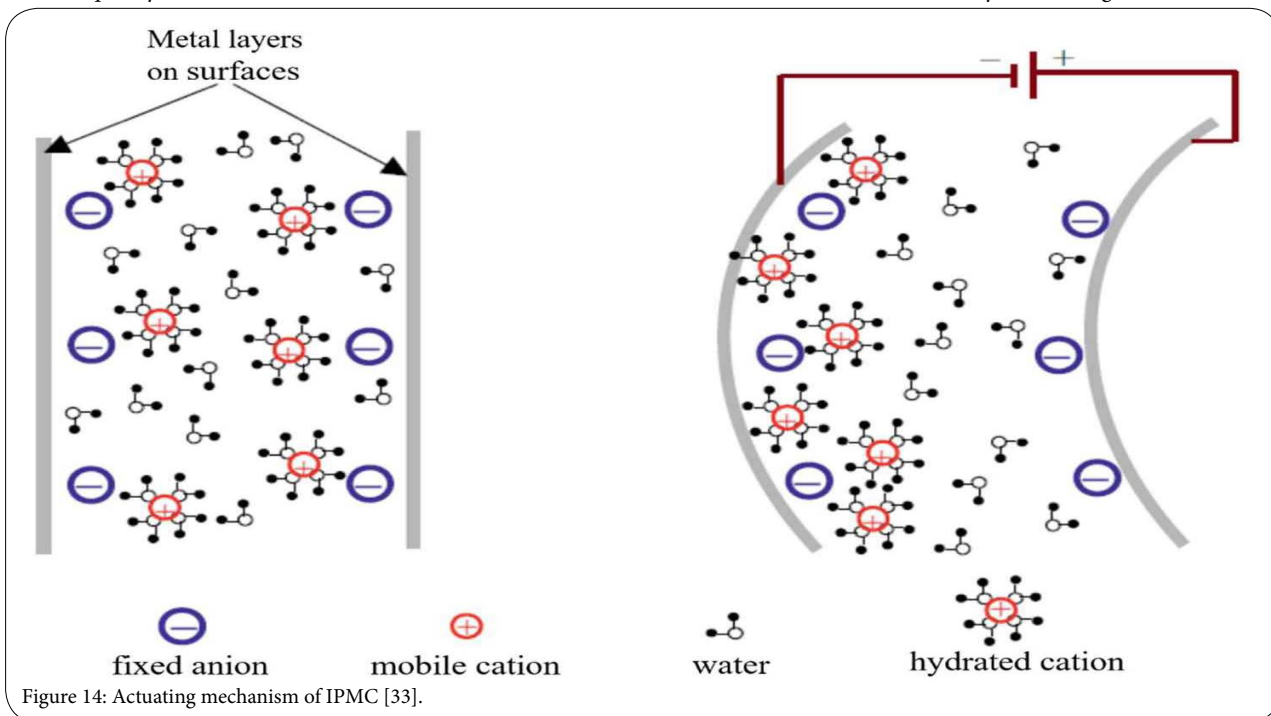 Metal layers
on surfaces
− +
fixed anion
mobile cation
water
hydrated cation
Figure 14: Actuating mechanism of IPMC [33].